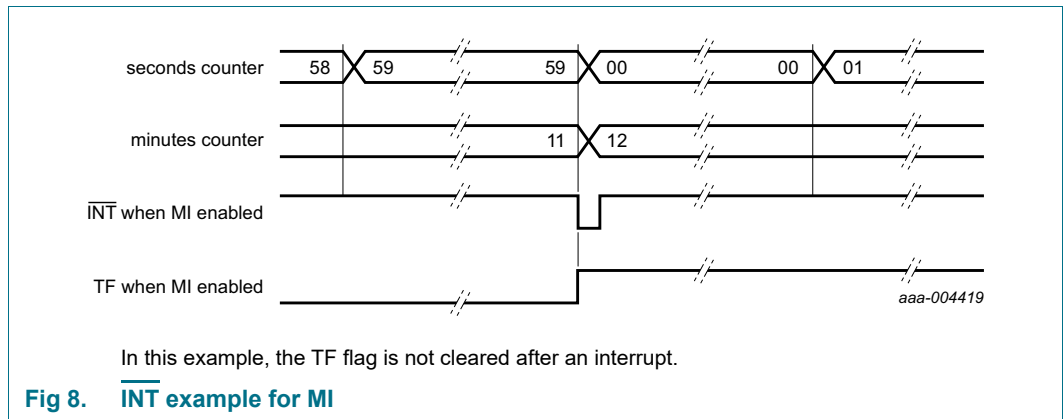 seconds counter 58 59 59 00 00 01
minutes counter 11 12
INT when MI enabled
TF when MI enabled
aaa-004419
In this example, the TF flag is not cleared after an interrupt.
Fig 8. INT example for MI